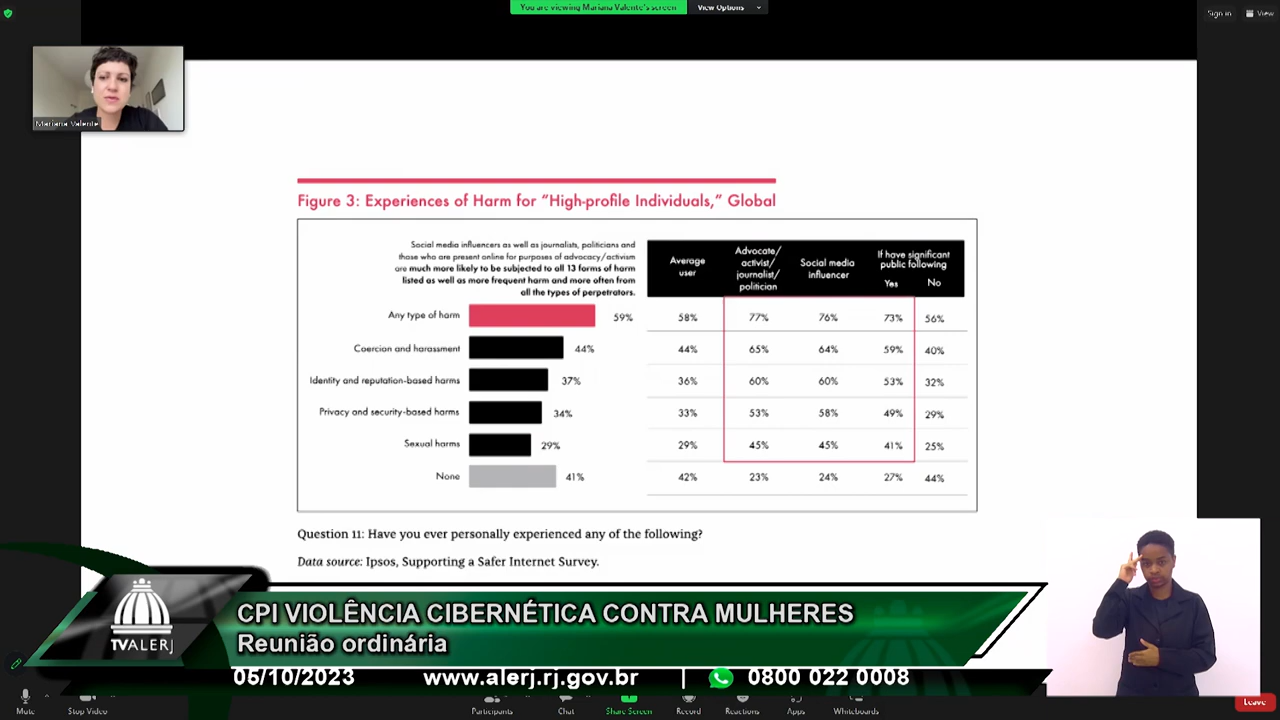 You are viewing Mariana Valente's screen
View Options
Sign in
View
Mariana Valente
Figure 3: Experiences of Harm for “High-profile Individuals,” Global
Social media influencers as well as journalists, politicians and
those who are present online for purposes of advocacy/activism
are much more likely to be subjected to all 13 forms of harm
listed as well as more frequent harm and more often from
all the types of perpetrators.
Average user
Advocate/ activist/ journalist/ politician
Social media influencer
If have significant public following
Yes No
Any type of harm 59% 58% 77% 76% 73% 56%
Coercion and harassment 44% 44% 65% 64% 59% 40%
Identity and reputation-based harms 37% 36% 60% 60% 53% 32%
Privacy and security-based harms 34% 33% 53% 58% 49% 29%
Sexual harms 29% 29% 45% 45% 41% 25%
None 41% 42% 23% 24% 27% 44%
Question 11: Have you ever personally experienced any of the following?
Data source: Ipsos, Supporting a Safer Internet Survey.
TVALERJ
CPI VIOLÊNCIA CIBERNÉTICA CONTRA MULHERES
Reunião ordinária
05/10/2023 www.alerj.rj.gov.br | 0800 022 0008
Mute
Stop Video
Participants
Chat
Share Screen
Record
Reactions
Apps
Whiteboards
Leave